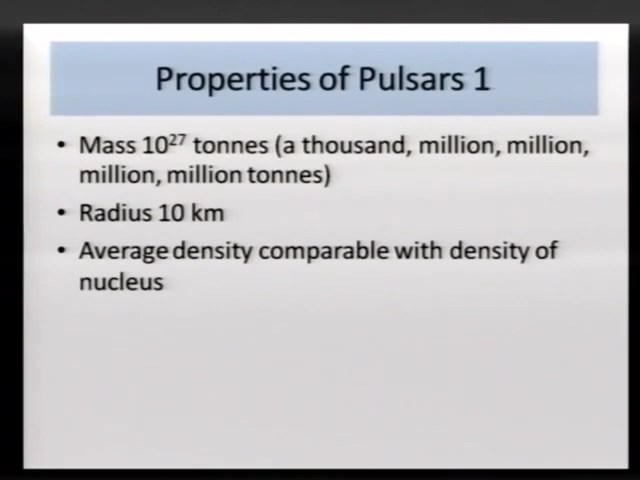 Properties of Pulsars 1
• Mass 10²⁷ tonnes (a thousand, million, million,
million, million tonnes)
• Radius 10 km
• Average density comparable with density of
nucleus